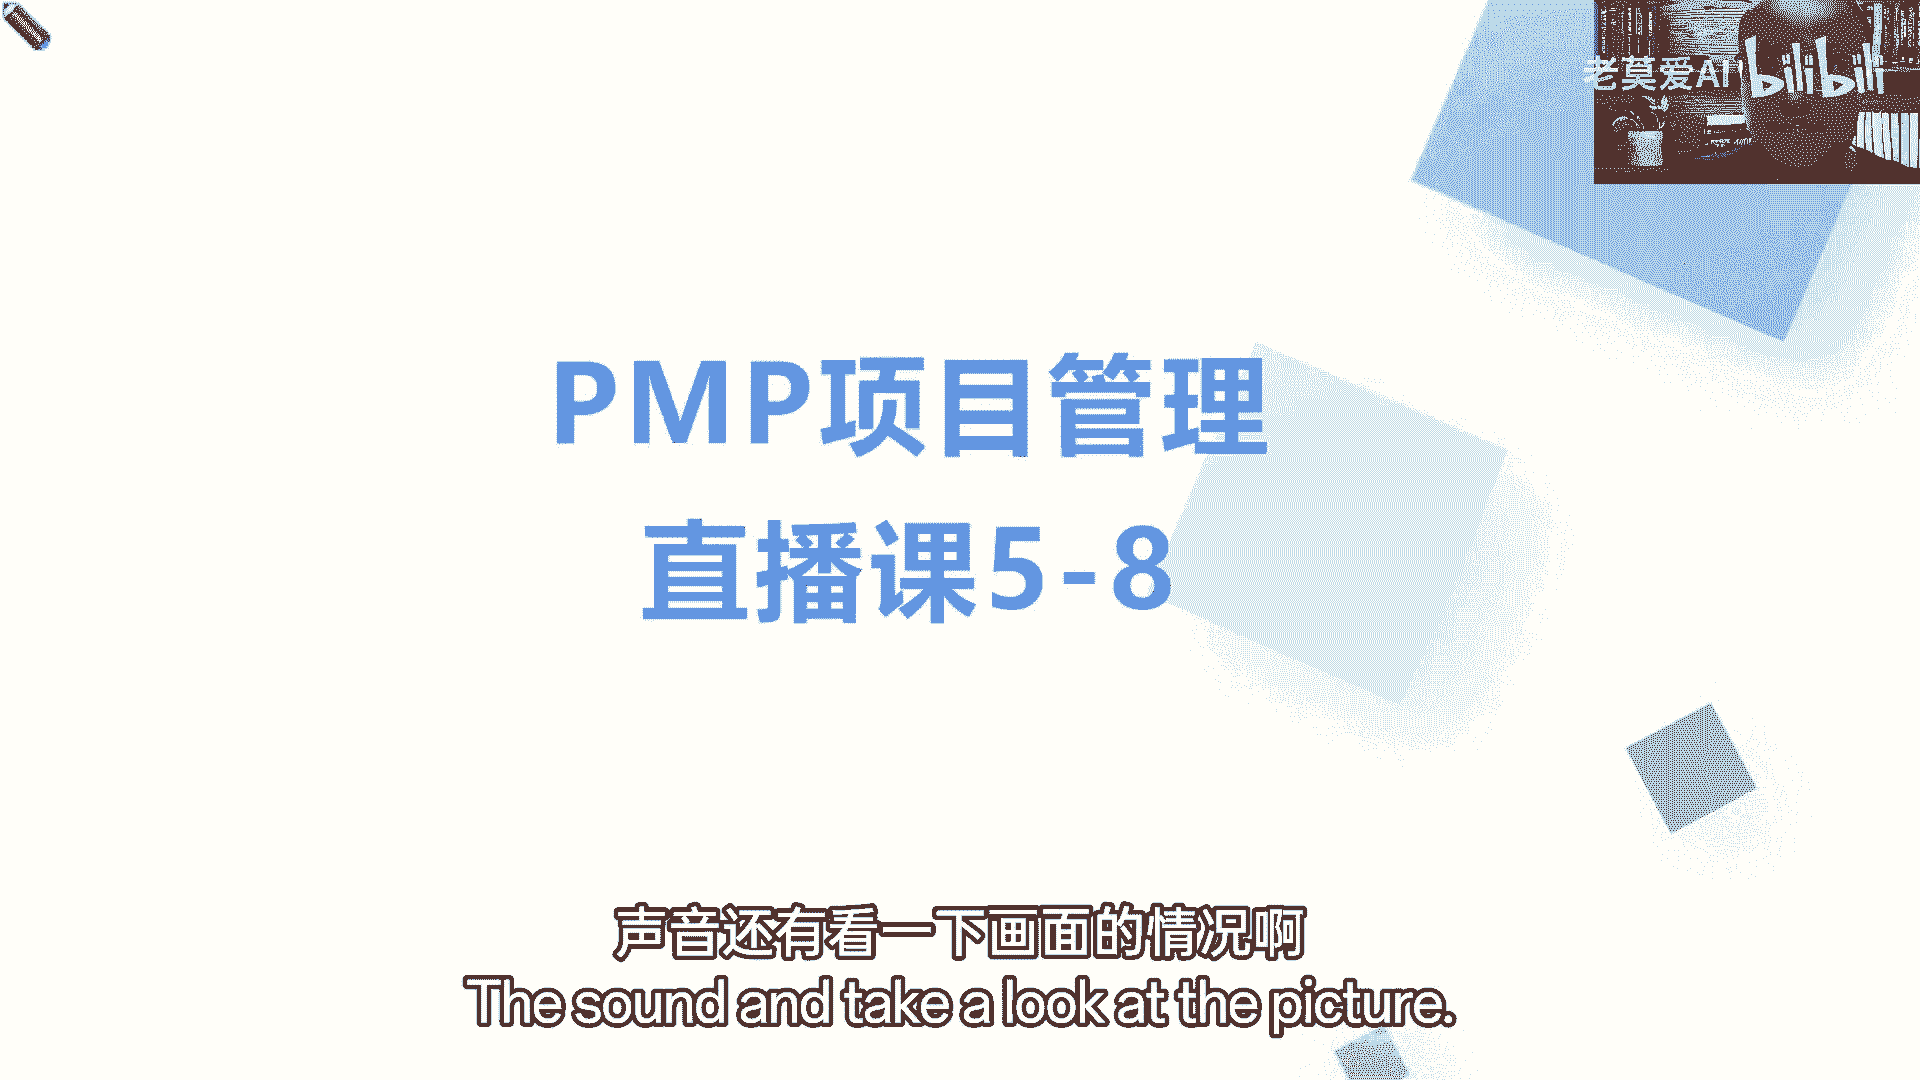 老莫爱AI bilibili
PMP项目管理
直播课5-8
声音还有看一下画面的情况啊
The sound and take a look at the picture.